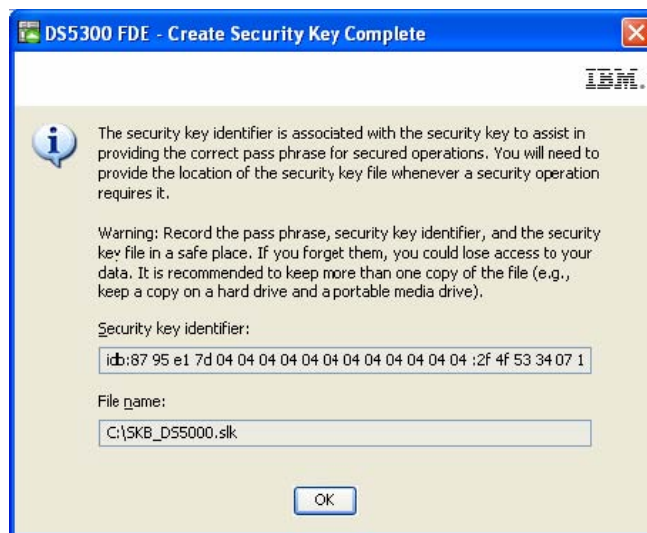 DS5300 FDE - Create Security Key Complete
IBM.
The security key identifier is associated with the security key to assist in
providing the correct pass phrase for secured operations. You will need to
provide the location of the security key file whenever a security operation
requires it.
Warning: Record the pass phrase, security key identifier, and the security
key file in a safe place. If you forget them, you could lose access to your
data. It is recommended to keep more than one copy of the file (e.g.,
keep a copy on a hard drive and a portable media drive).
Security key identifier:
idb:87 95 e1 7d 04 04 04 04 04 04 04 04 04 04 04 04 :2f 4f 53 34 07 1
File name:
C:\SKB_DS5000.slk
OK